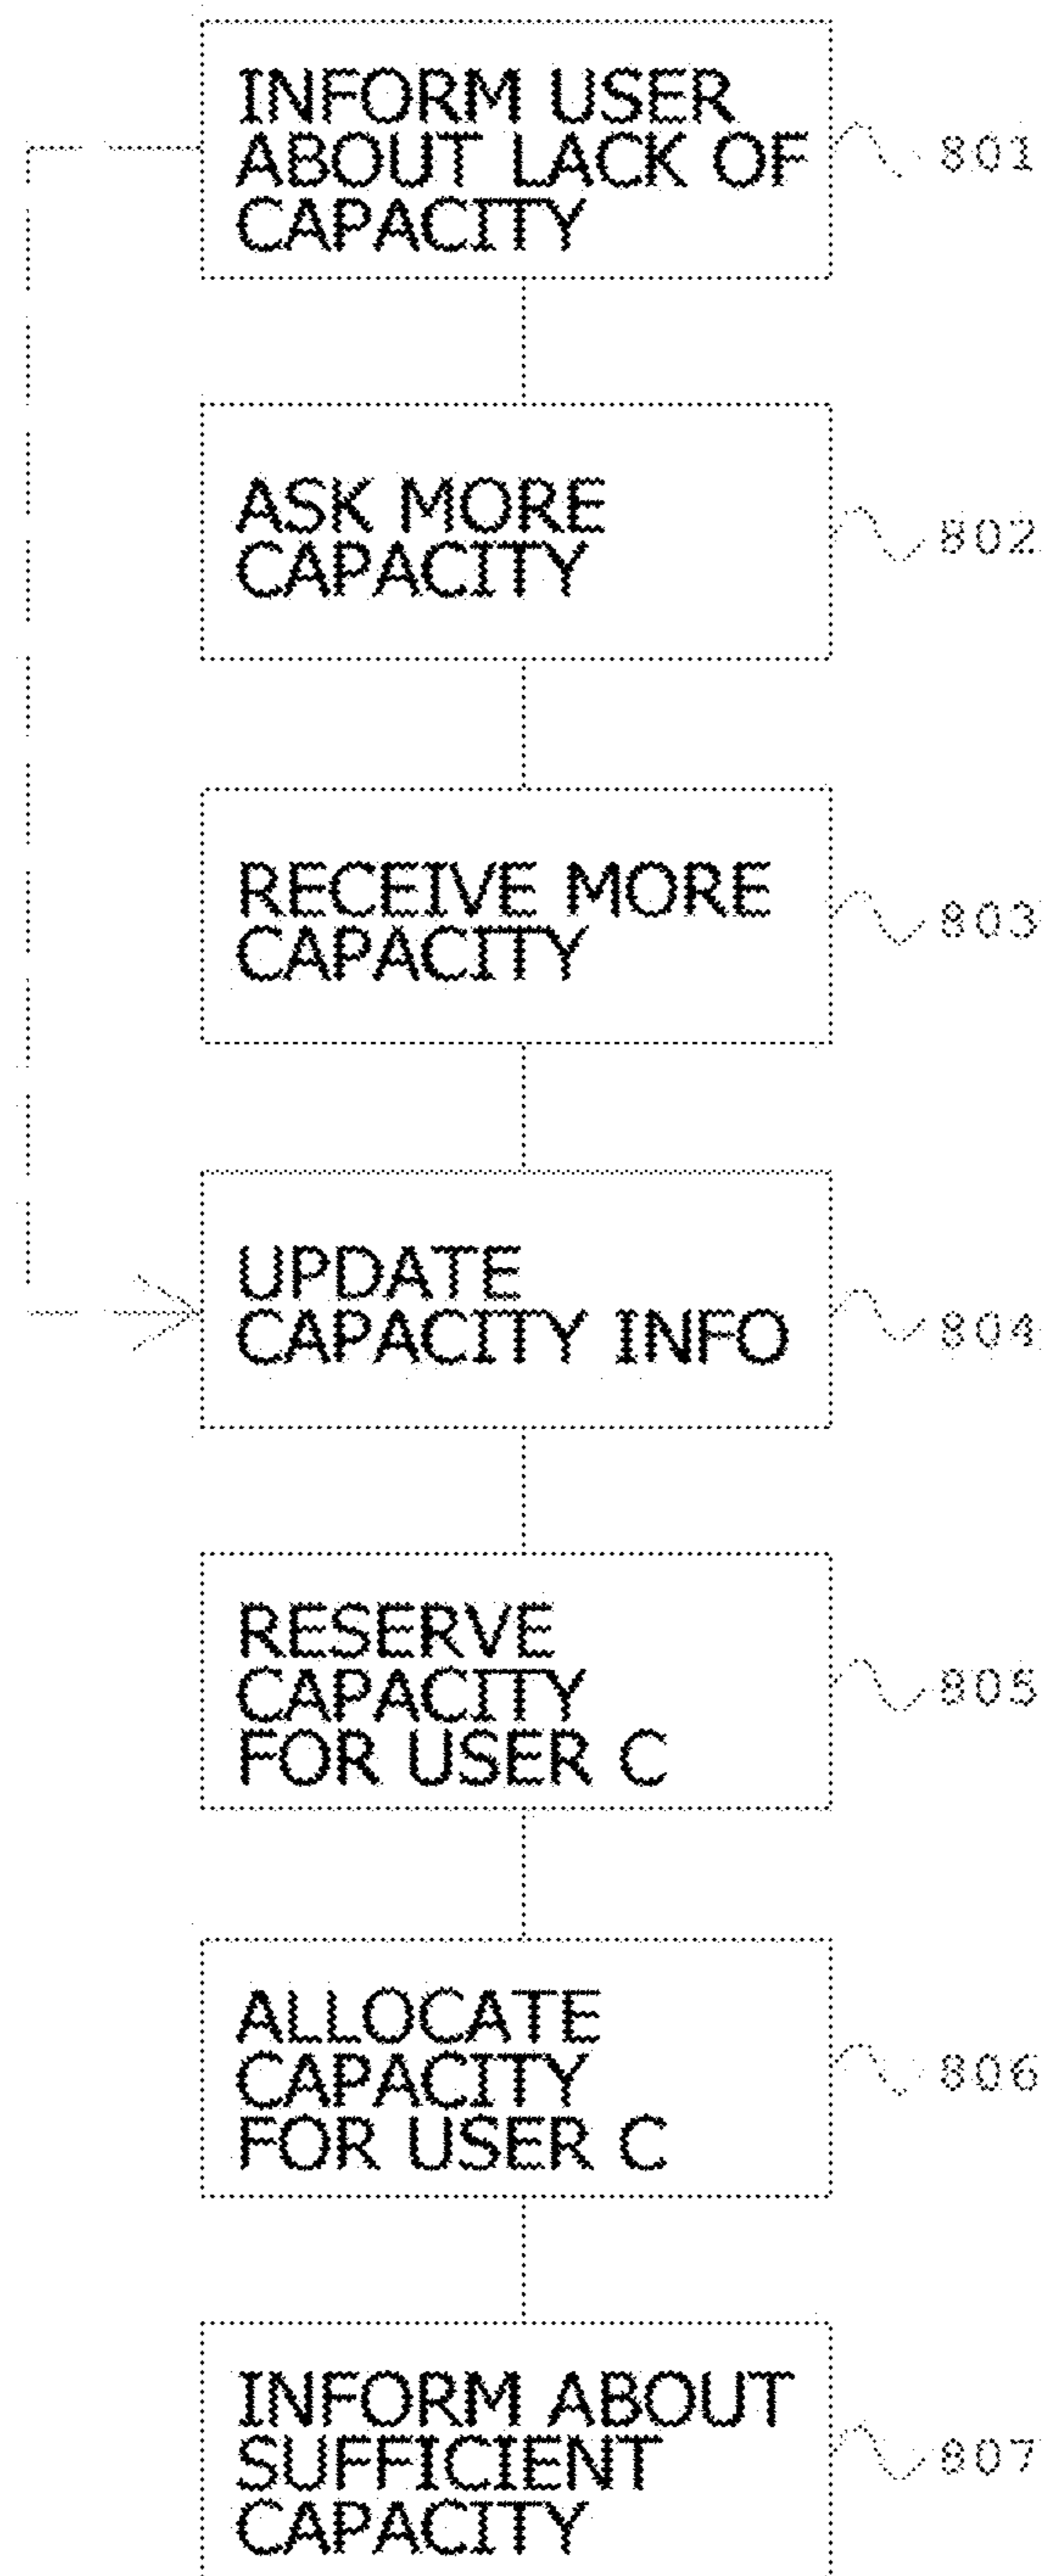 INFORM USER
ABOUT LACK OF
CAPACITY
801
ASK MORE
CAPACITY
802
RECEIVE MORE
CAPACITY
803
UPDATE
CAPACITY INFO
804
RESERVE
CAPACITY
FOR USER C
805
ALLOCATE
CAPACITY
FOR USER C
806
INFORM ABOUT
SUFFICIENT
CAPACITY
807